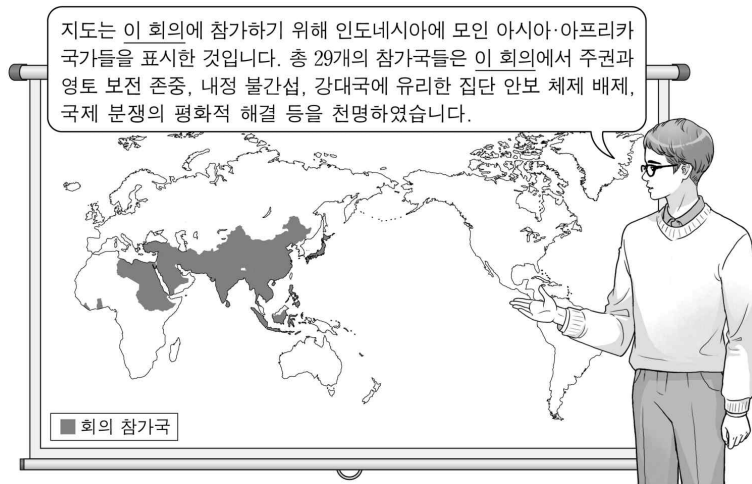 지도는 이 회의에 참가하기 위해 인도네시아에 모인 아시아·아프리카
국가들을 표시한 것입니다. 총 29개의 참가국들은 이 회의에서 주권과
영토 보전 존중, 내정 불간섭, 강대국에 유리한 집단 안보 체제 배제,
국제 분쟁의 평화적 해결 등을 천명하였습니다.
회의 참가국